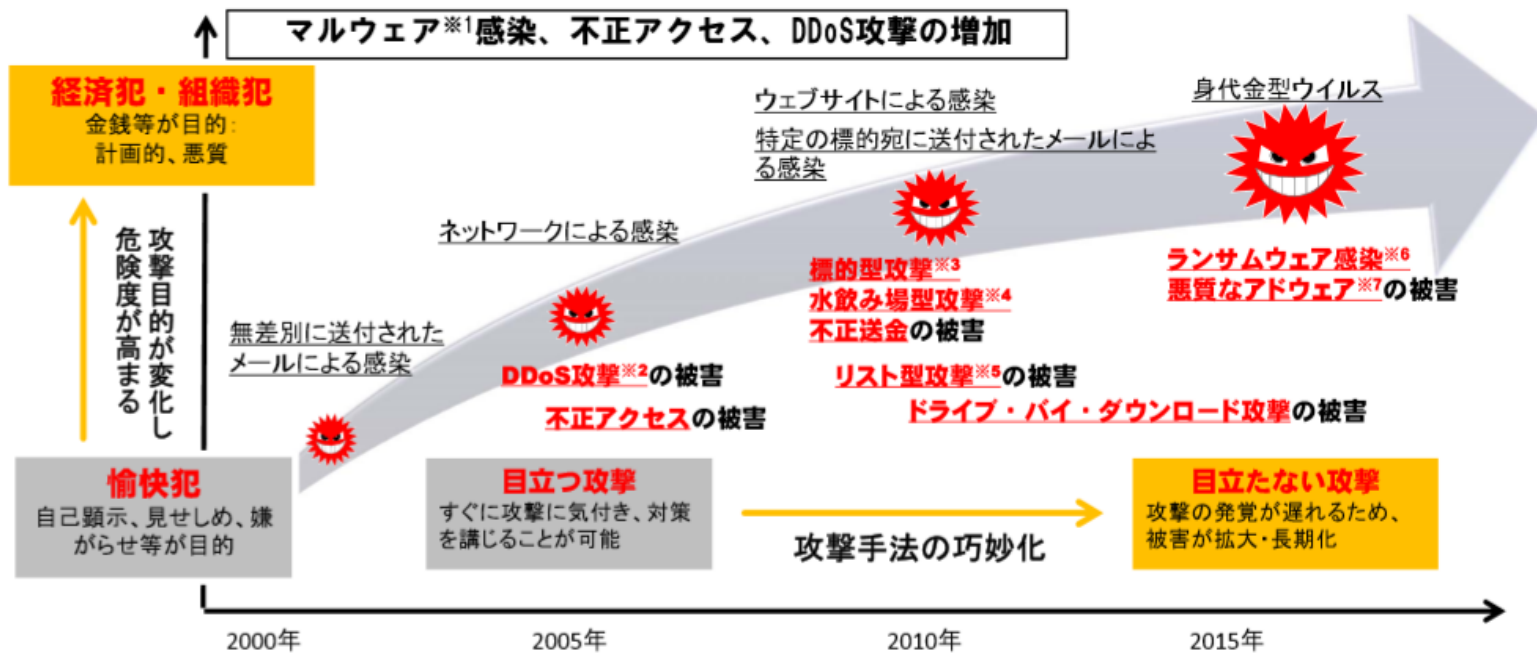 マルウェア※1感染、不正アクセス、DDoS攻撃の増加
経済犯・組織犯
金銭等が目的：
計画的、悪質
攻撃目的が変化し
危険度が高まる
愉快犯
自己顕示、見せしめ、嫌
がらせ等が目的
無差別に送付された
メールによる感染
ネットワークによる感染
DDoS攻撃※2の被害
不正アクセスの被害
ウェブサイトによる感染
特定の標的宛に送付されたメールによ
る感染
標的型攻撃※3
水飲み場型攻撃※4
不正送金の被害
リスト型攻撃※5の被害
ドライブ・バイ・ダウンロード攻撃の被害
身代金型ウイルス
ランサムウェア感染※6
悪質なアドウェア※7の被害
目立つ攻撃
すぐに攻撃に気付き、対策
を講じることが可能
攻撃手法の巧妙化
目立たない攻撃
攻撃の発覚が遅れるため、
被害が拡大・長期化
2000年
2005年
2010年
2015年